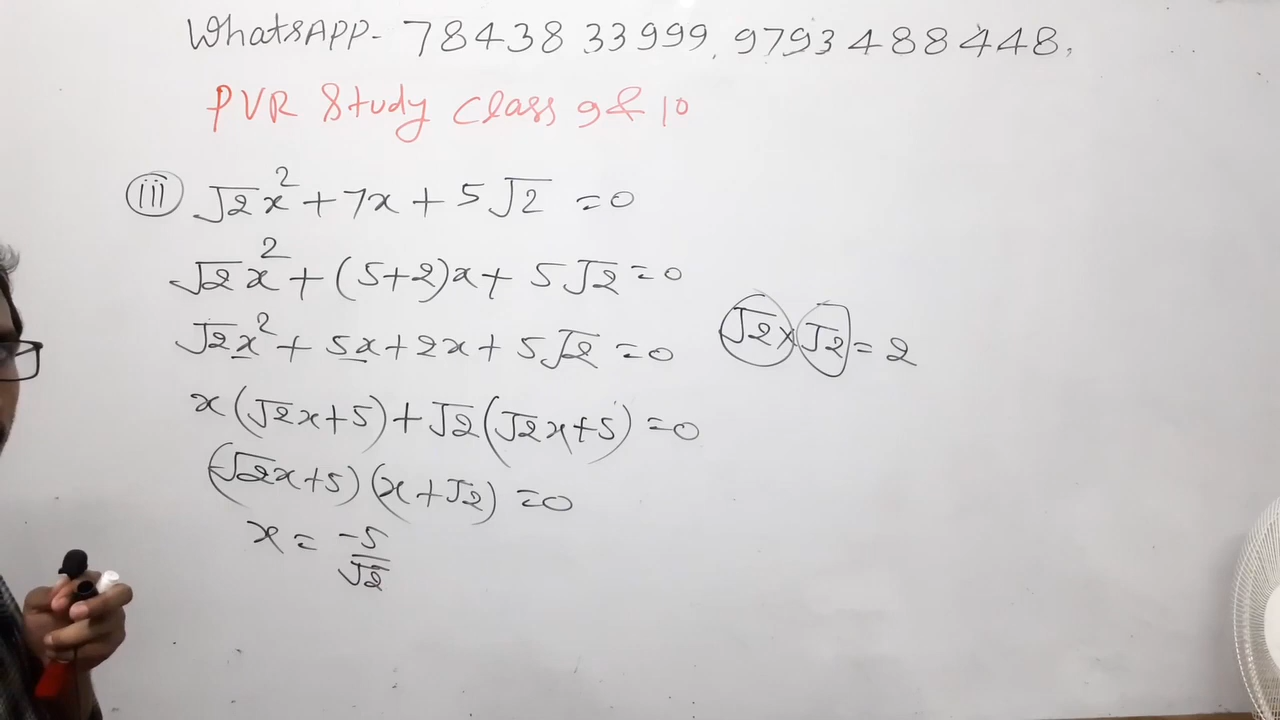 WhatsAPP- 78438 33999, 9793 488448,
PVR Study Class 9 & 10
(iii) √2x² + 7x + 5√2 = 0
√2x² + (5+2)x + 5√2 = 0
√2x² + 5x + 2x + 5√2 = 0
√2 × √2 = 2
x(√2x+5) + √2(√2x+5) = 0
(√2x+5)(x+√2) = 0
x = -5/√2